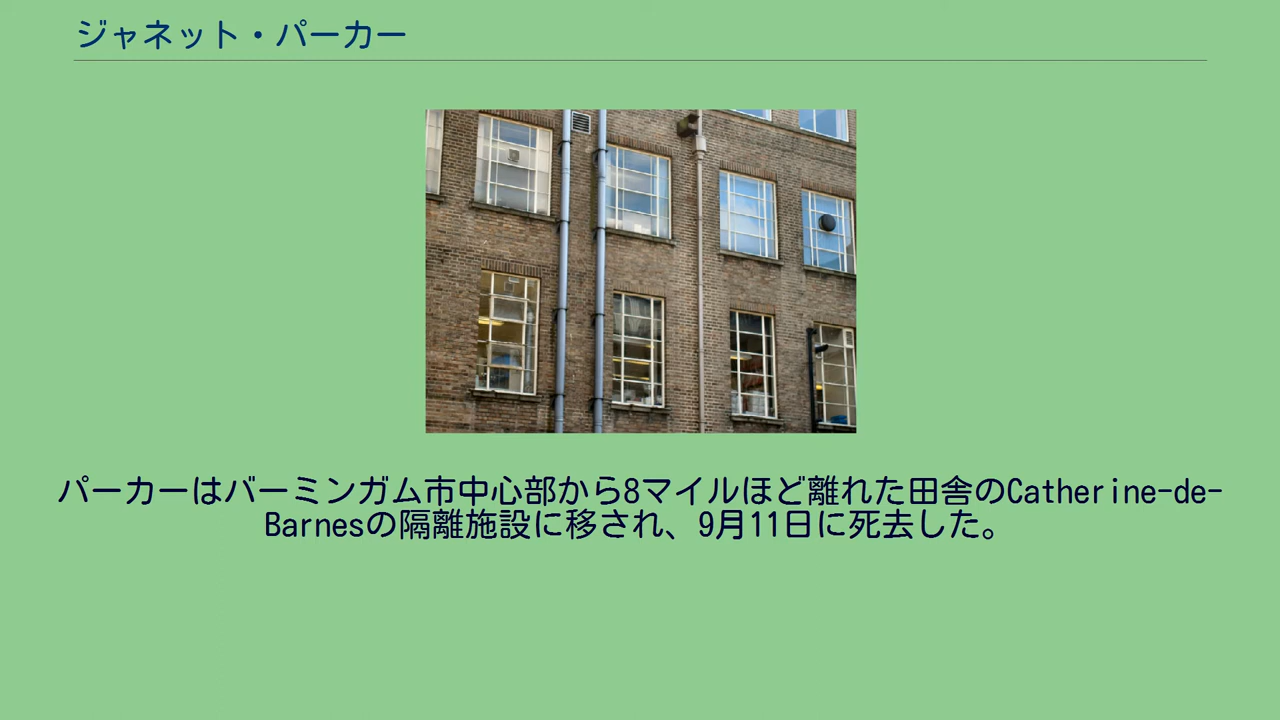 ジャネット・パーカー
パーカーはバーミンガム市中心部から8マイルほど離れた田舎のCatherine-de-
Barnesの隔離施設に移され、9月11日に死去した。